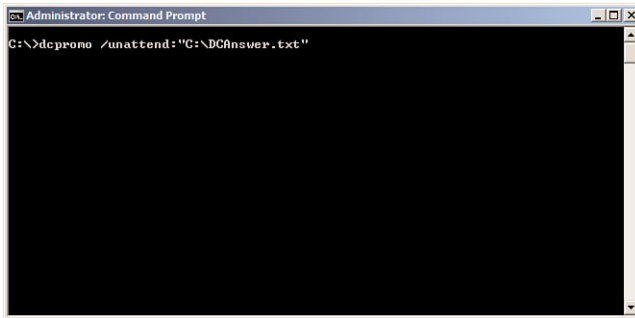 Administrator: Command Prompt
C:\>dcpromo /unattend:"C:\DCAnswer.txt"